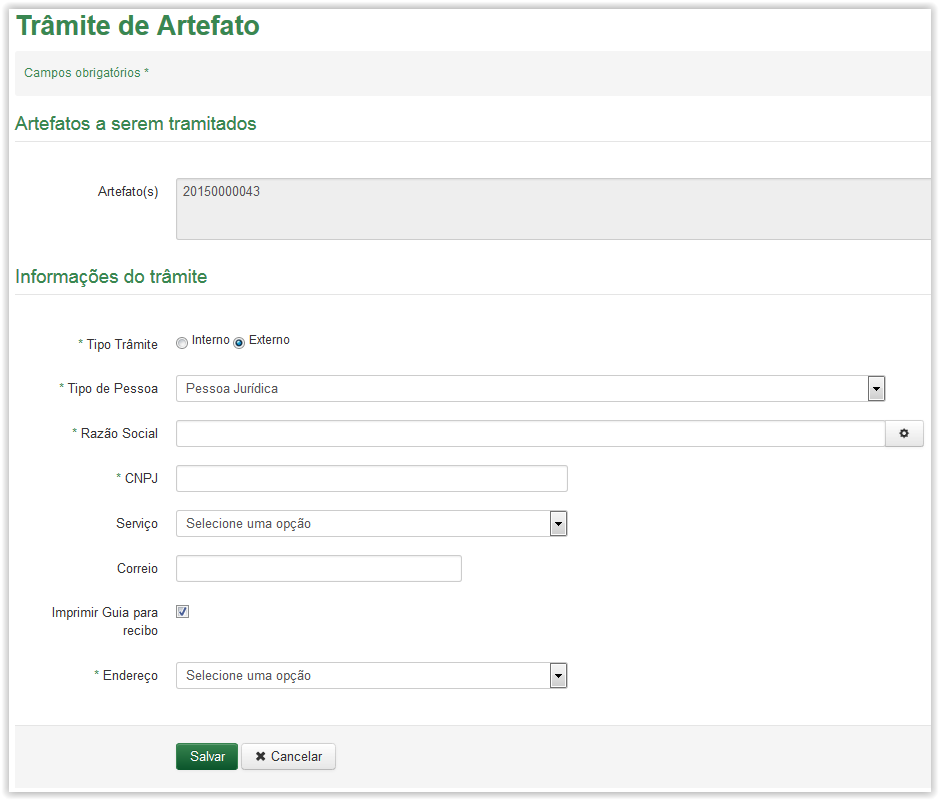 Trâmite de Artefato
Campos obrigatórios *
Artefatos a serem tramitados
Artefato(s) 20150000043
Informações do trâmite
* Tipo Trâmite Interno Externo
* Tipo de Pessoa Pessoa Jurídica
* Razão Social
* CNPJ
Serviço Selecione uma opção
Correio
Imprimir Guia para
recibo
* Endereço Selecione uma opção
Salvar ✖ Cancelar